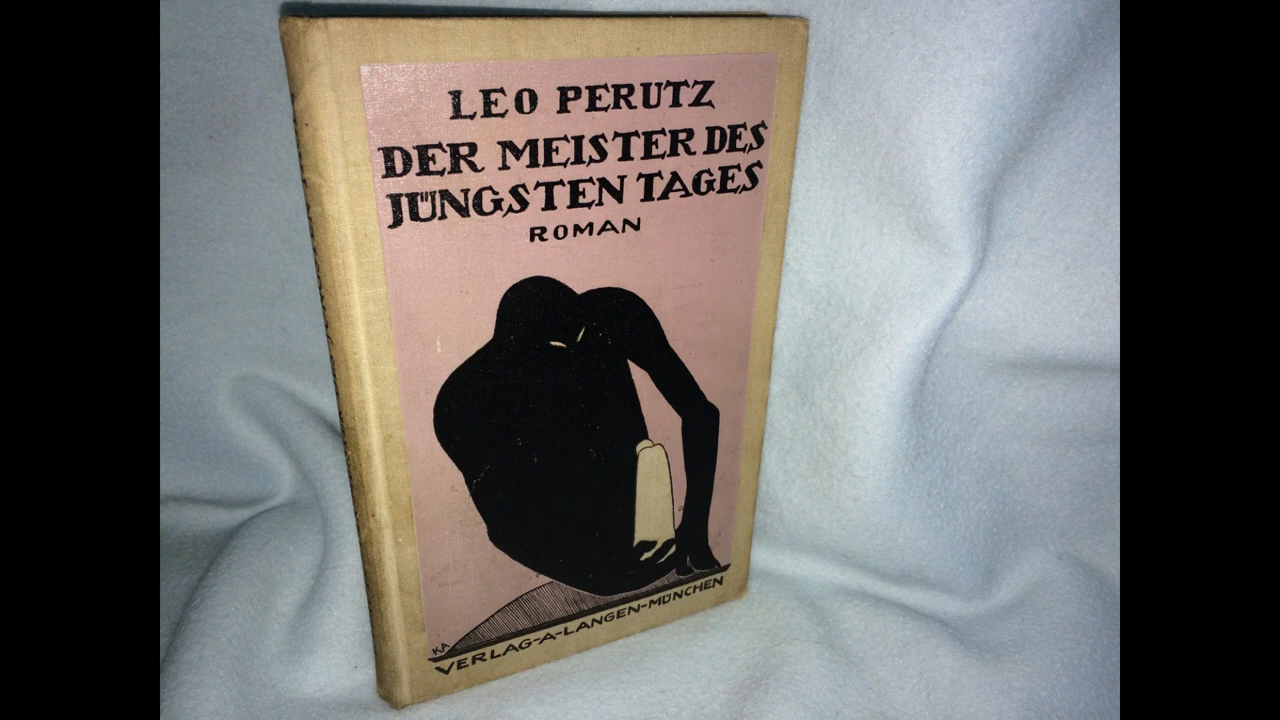 LEO PERUTZ
DER MEISTER DES
JÜNGSTEN TAGES
ROMAN
KA
VERLAG-A-LANGEN-MÜNCHEN